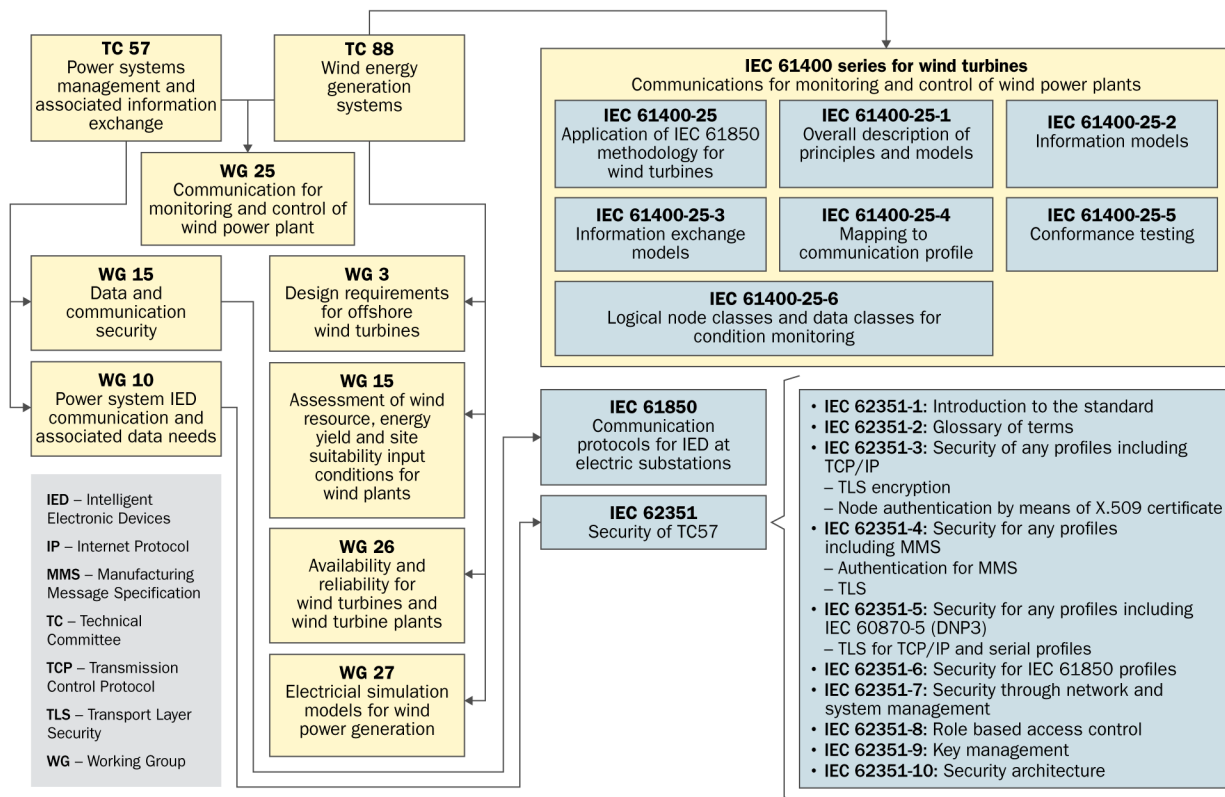 TC 57
Power systems
management and
associated information
exchange
TC 88
Wind energy
generation
systems
WG 25
Communication for
monitoring and control of
wind power plant
WG 15
Data and
communication
security
WG 10
Power system IED
communication and
associated data needs
WG 3
Design requirements
for offshore
wind turbines
WG 15
Assessment of wind
resource, energy
yield and site
suitability input
conditions for
wind plants
WG 26
Availability and
reliability for
wind turbines and
wind turbine plants
WG 27
Electricial simulation
models for wind
power generation
IED – Intelligent
Electronic Devices
IP – Internet Protocol
MMS – Manufacturing
Message Specification
TC – Technical
Committee
TCP – Transmission
Control Protocol
TLS – Transport Layer
Security
WG – Working Group
IEC 61400 series for wind turbines
Communications for monitoring and control of wind power plants
IEC 61400-25
Application of IEC 61850
methodology for
wind turbines
IEC 61400-25-1
Overall description of
principles and models
IEC 61400-25-2
Information models
IEC 61400-25-3
Information exchange
models
IEC 61400-25-4
Mapping to
communication profile
IEC 61400-25-5
Conformance testing
IEC 61400-25-6
Logical node classes and data classes for
condition monitoring
IEC 61850
Communication
protocols for IED at
electric substations
IEC 62351
Security of TC57
• IEC 62351-1: Introduction to the standard
• IEC 62351-2: Glossary of terms
• IEC 62351-3: Security of any profiles including
TCP/IP
– TLS encryption
– Node authentication by means of X.509 certificate
• IEC 62351-4: Security for any profiles
including MMS
– Authentication for MMS
– TLS
• IEC 62351-5: Security for any profiles including
IEC 60870-5 (DNP3)
– TLS for TCP/IP and serial profiles
• IEC 62351-6: Security for IEC 61850 profiles
• IEC 62351-7: Security through network and
system management
• IEC 62351-8: Role based access control
• IEC 62351-9: Key management
• IEC 62351-10: Security architecture